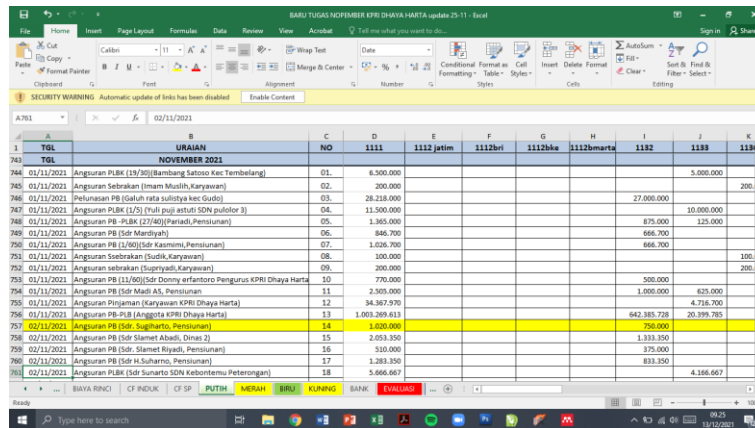 BARU TUGAS NOPEMBER KPRI DHAYA HARTA update 25-11 - Excel
File Home Insert Page Layout Formulas Data Review View Acrobat Tell me what you want to do... Sign in Share
Cut
Copy
Format Painter
Paste
Calibri 11
Wrap Text
Merge & Center
Date
Conditional Formatting
Format as Table
Cell Styles
Insert Delete Format
AutoSum
Fill
Clear
Sort & Filter
Find & Select
Clipboard Font Alignment Number Styles Cells Editing
SECURITY WARNING Automatic update of links has been disabled Enable Content
A761 fx 02/11/2021
A B C D E F G H I J K
1 TGL URAIAN NO 1111 1112 jatim 1112bri 1112bke 1112bmarta 1132 1133
743 TGL NOVEMBER 2021
744 01/11/2021 Angsuran PLBK (19/30)(Bambang Satoso Kec Tembelang) 01. 6.500.000 5.000.000
745 01/11/2021 Angsuran Sebrakan (Imam Muslih,Karyawan) 02. 200.000 200.
746 01/11/2021 Pelunasan PB (Galuh rata sulistya kec Gudo) 03. 28.218.000 27.000.000
747 01/11/2021 Angsuran PLBK (1/5) (Yuli puji astuti SDN pulolor 3) 04. 11.500.000 10.000.000
748 01/11/2021 Angsuran PB -PLBK (27/40)(Pariadi,Pensiunan) 05. 1.365.000 875.000 125.000
749 01/11/2021 Angsuran PB (Sdr Mardiyah) 06. 846.700 666.700
750 01/11/2021 Angsuran PB (1/60)(Sdr Kasmimi,Pensiunan) 07. 1.026.700 666.700
751 01/11/2021 Angsuran Ssebrakan (Sudik,Karyawan) 08. 100.000 100.
752 01/11/2021 Angsuran sebrakan (Supriyadi,Karyawan) 09. 200.000 200.
753 01/11/2021 Angsuran PB (11/60)(Sdr Donny erfantoro Pengurus KPRI Dhaya Harta 10 770.000 500.000
754 01/11/2021 Angsuran PB (Sdr Madi AS, Pensiunan 11 2.505.000 1.000.000 625.000
755 01/11/2021 Angsuran Pinjaman (Karyawan KPRI Dhaya Harta) 12 34.367.970 4.716.700
756 01/11/2021 Angsuran PB-PLB (Anggota KPRI Dhaya Harta) 13 1.003.269.613 642.385.728 20.399.785
757 02/11/2021 Angsuran PB (Sdr. Sugiharto, Pensiunan) 14 1.020.000 750.000
758 02/11/2021 Angsuran PB (Sdr Slamet Abadi, Dinas 2) 15 2.053.350 1.333.350
759 02/11/2021 Angsuran PB (Sdr. Slamet Riyadi, Pensiunan) 16 510.000 375.000
760 02/11/2021 Angsuran PB (Sdr H.Suharno, Pensiunan) 17 1.283.350 833.350
761 02/11/2021 Angsuran PLBK (Sdr Sunarto SDN Kebontemu Peterongan) 18 5.666.667 4.166.667
... BIAYA RINCI CF INDUK CF SP PUTIH MERAH BIRU KUNING BANK EVALUASI ...
Ready
Type here to search
09.25
13/12/2021